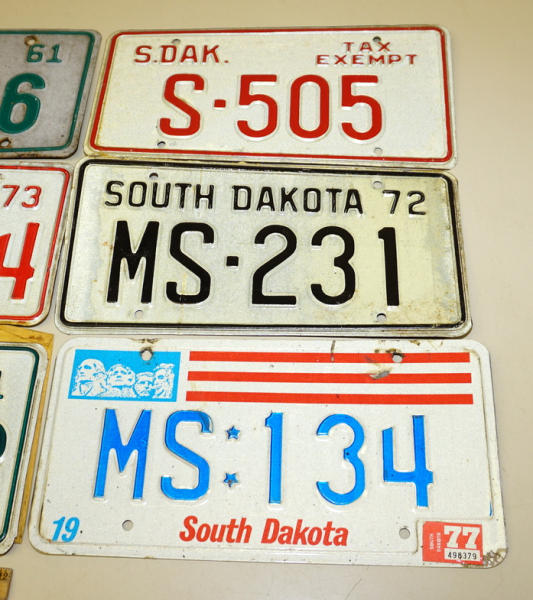 61
6
S.DAK. TAX EXEMPT
S·505
73
4
SOUTH DAKOTA 72
MS·231
MS 134
19 South Dakota 77
498379